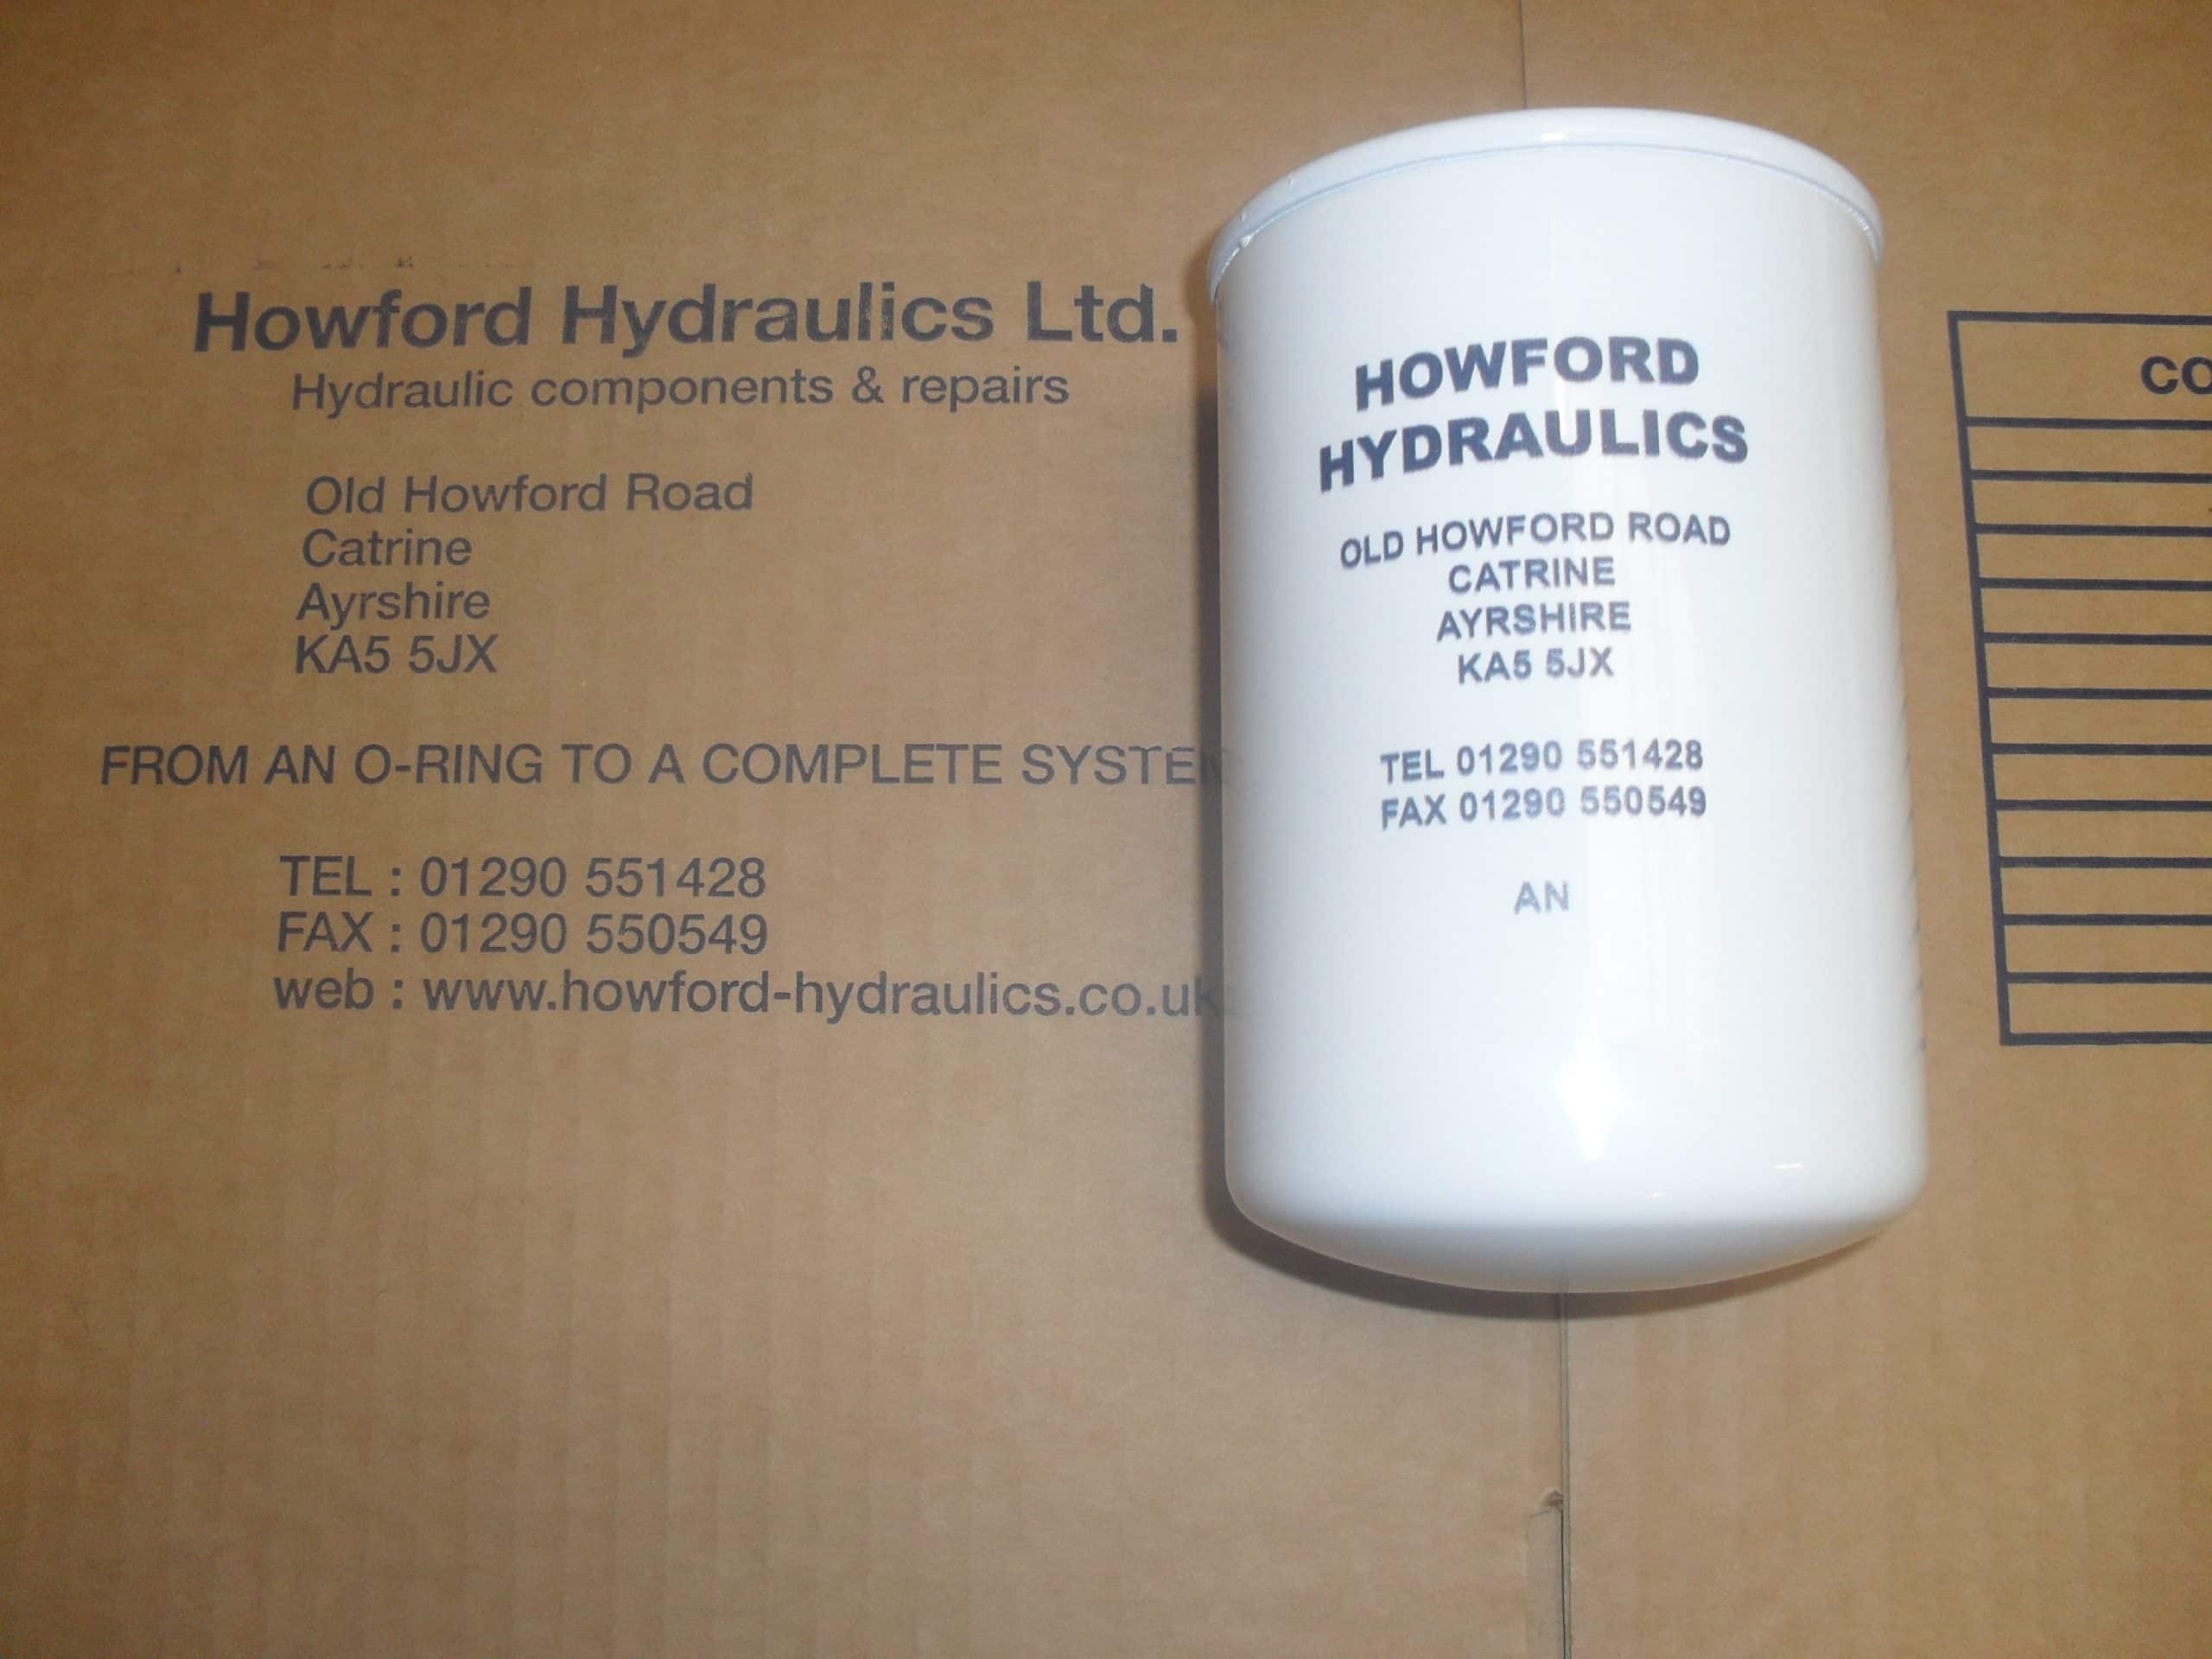 Howford Hydraulics Ltd.
Hydraulic components & repairs
Old Howford Road
Catrine
Ayrshire
KA5 5JX
FROM AN O-RING TO A COMPLETE
TEL : 01290 551428
FAX : 01290 550549
web : www.howford-hydraulics.co.uk
HOWFORD
HYDRAULICS
OLD HOWFORD ROAD
CATRINE
AYRSHIRE
KA5 5JX
TEL 01290 551428
FAX 01290 550549
AN
CO